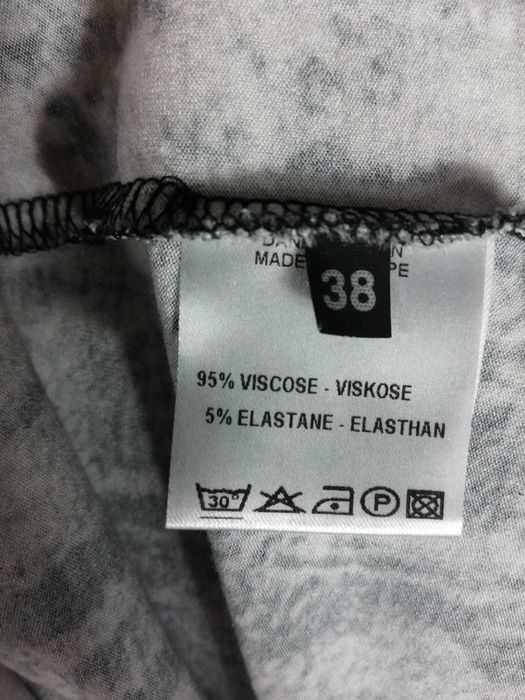 MADE
38
95% VISCOSE - VISKOSE
5% ELASTANE - ELASTHAN
30°
P